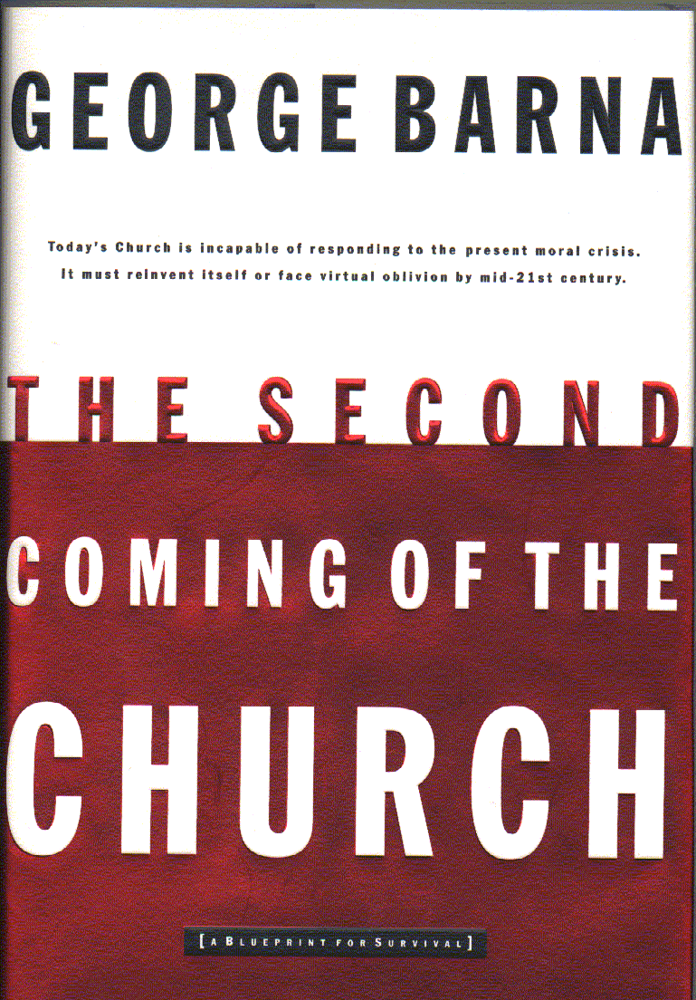 GEORGE BARNA
Today's Church is incapable of responding to the present moral crisis.
It must reinvent itself or face virtual oblivion by mid-21st century.
THE SECOND
COMING OF THE
CHURCH
[A BLUEPRINT FOR SURVIVAL]